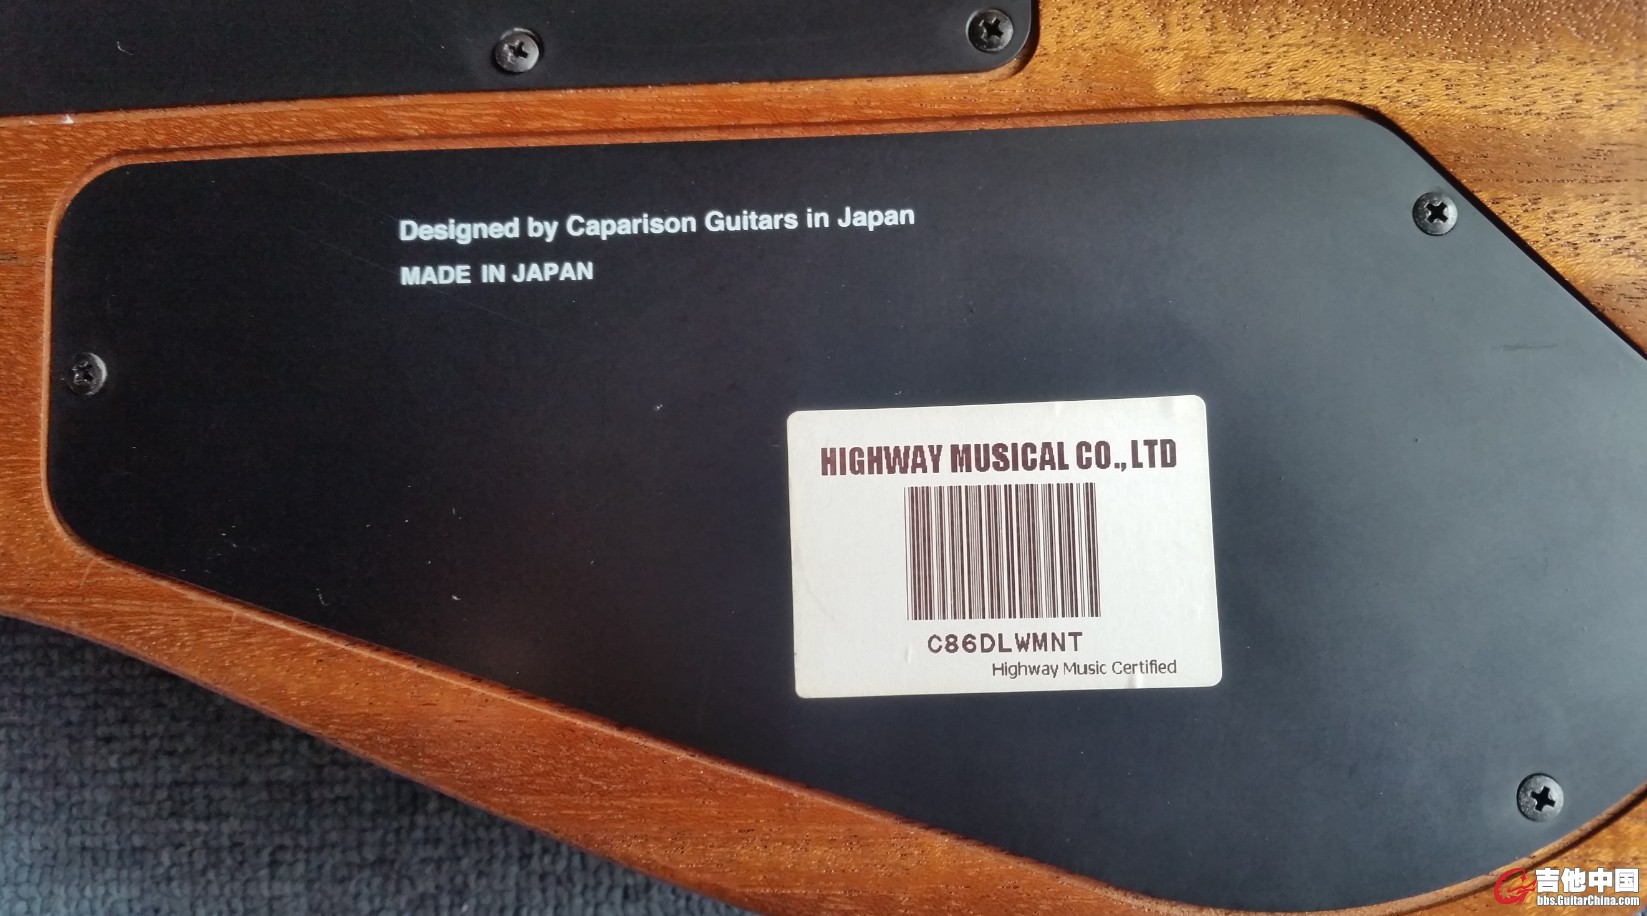 Designed by Caparison Guitars in Japan
MADE IN JAPAN
HIGHWAY MUSICAL CO.,LTD
C86DLWMNT
Highway Music Certified
吉他中国
bbs.GuitarChina.com